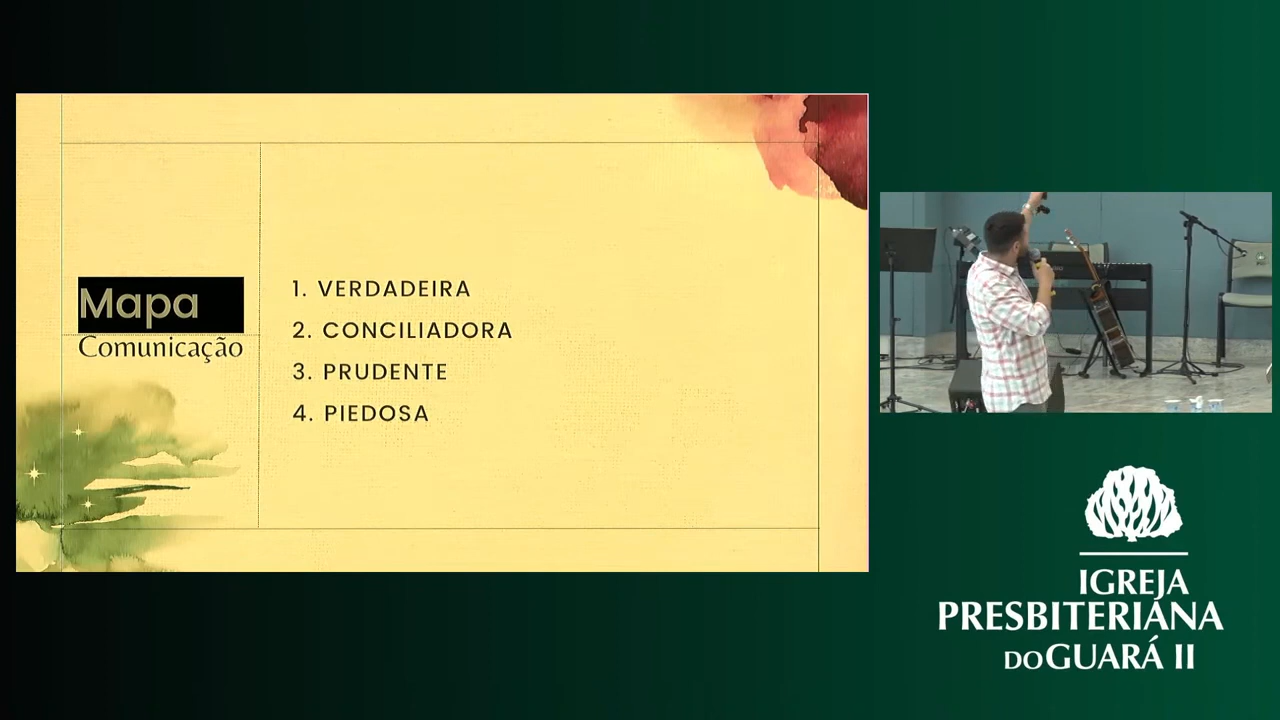 Mapa
Comunicação
1. VERDADEIRA
2. CONCILIADORA
3. PRUDENTE
4. PIEDOSA
IGREJA
PRESBITERIANA
DO GUARÁ II